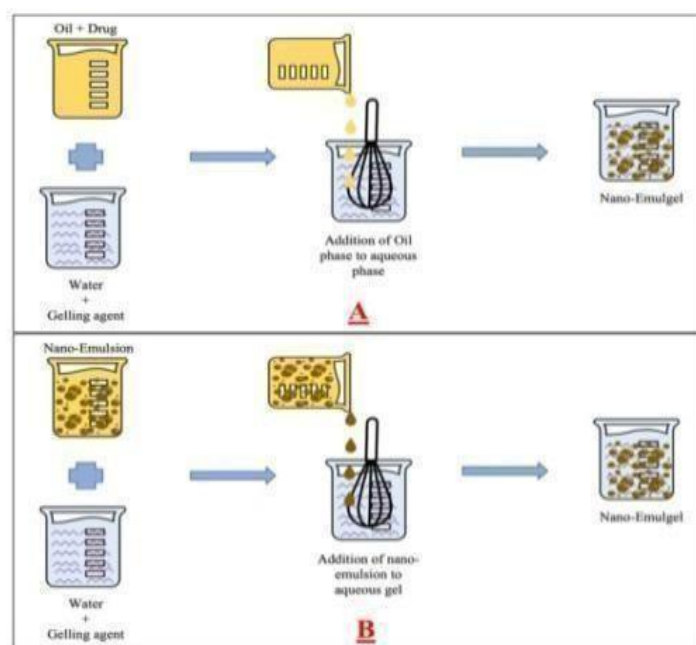 Oil + Drug
Water
+
Gelling agent
Addition of Oil
phase to aqueous
phase
Nano-Emulgel
A
Nano-Emulsion
Water
+
Gelling agent
Addition of nano-
emulsion to
aqueous gel
Nano-Emulgel
B